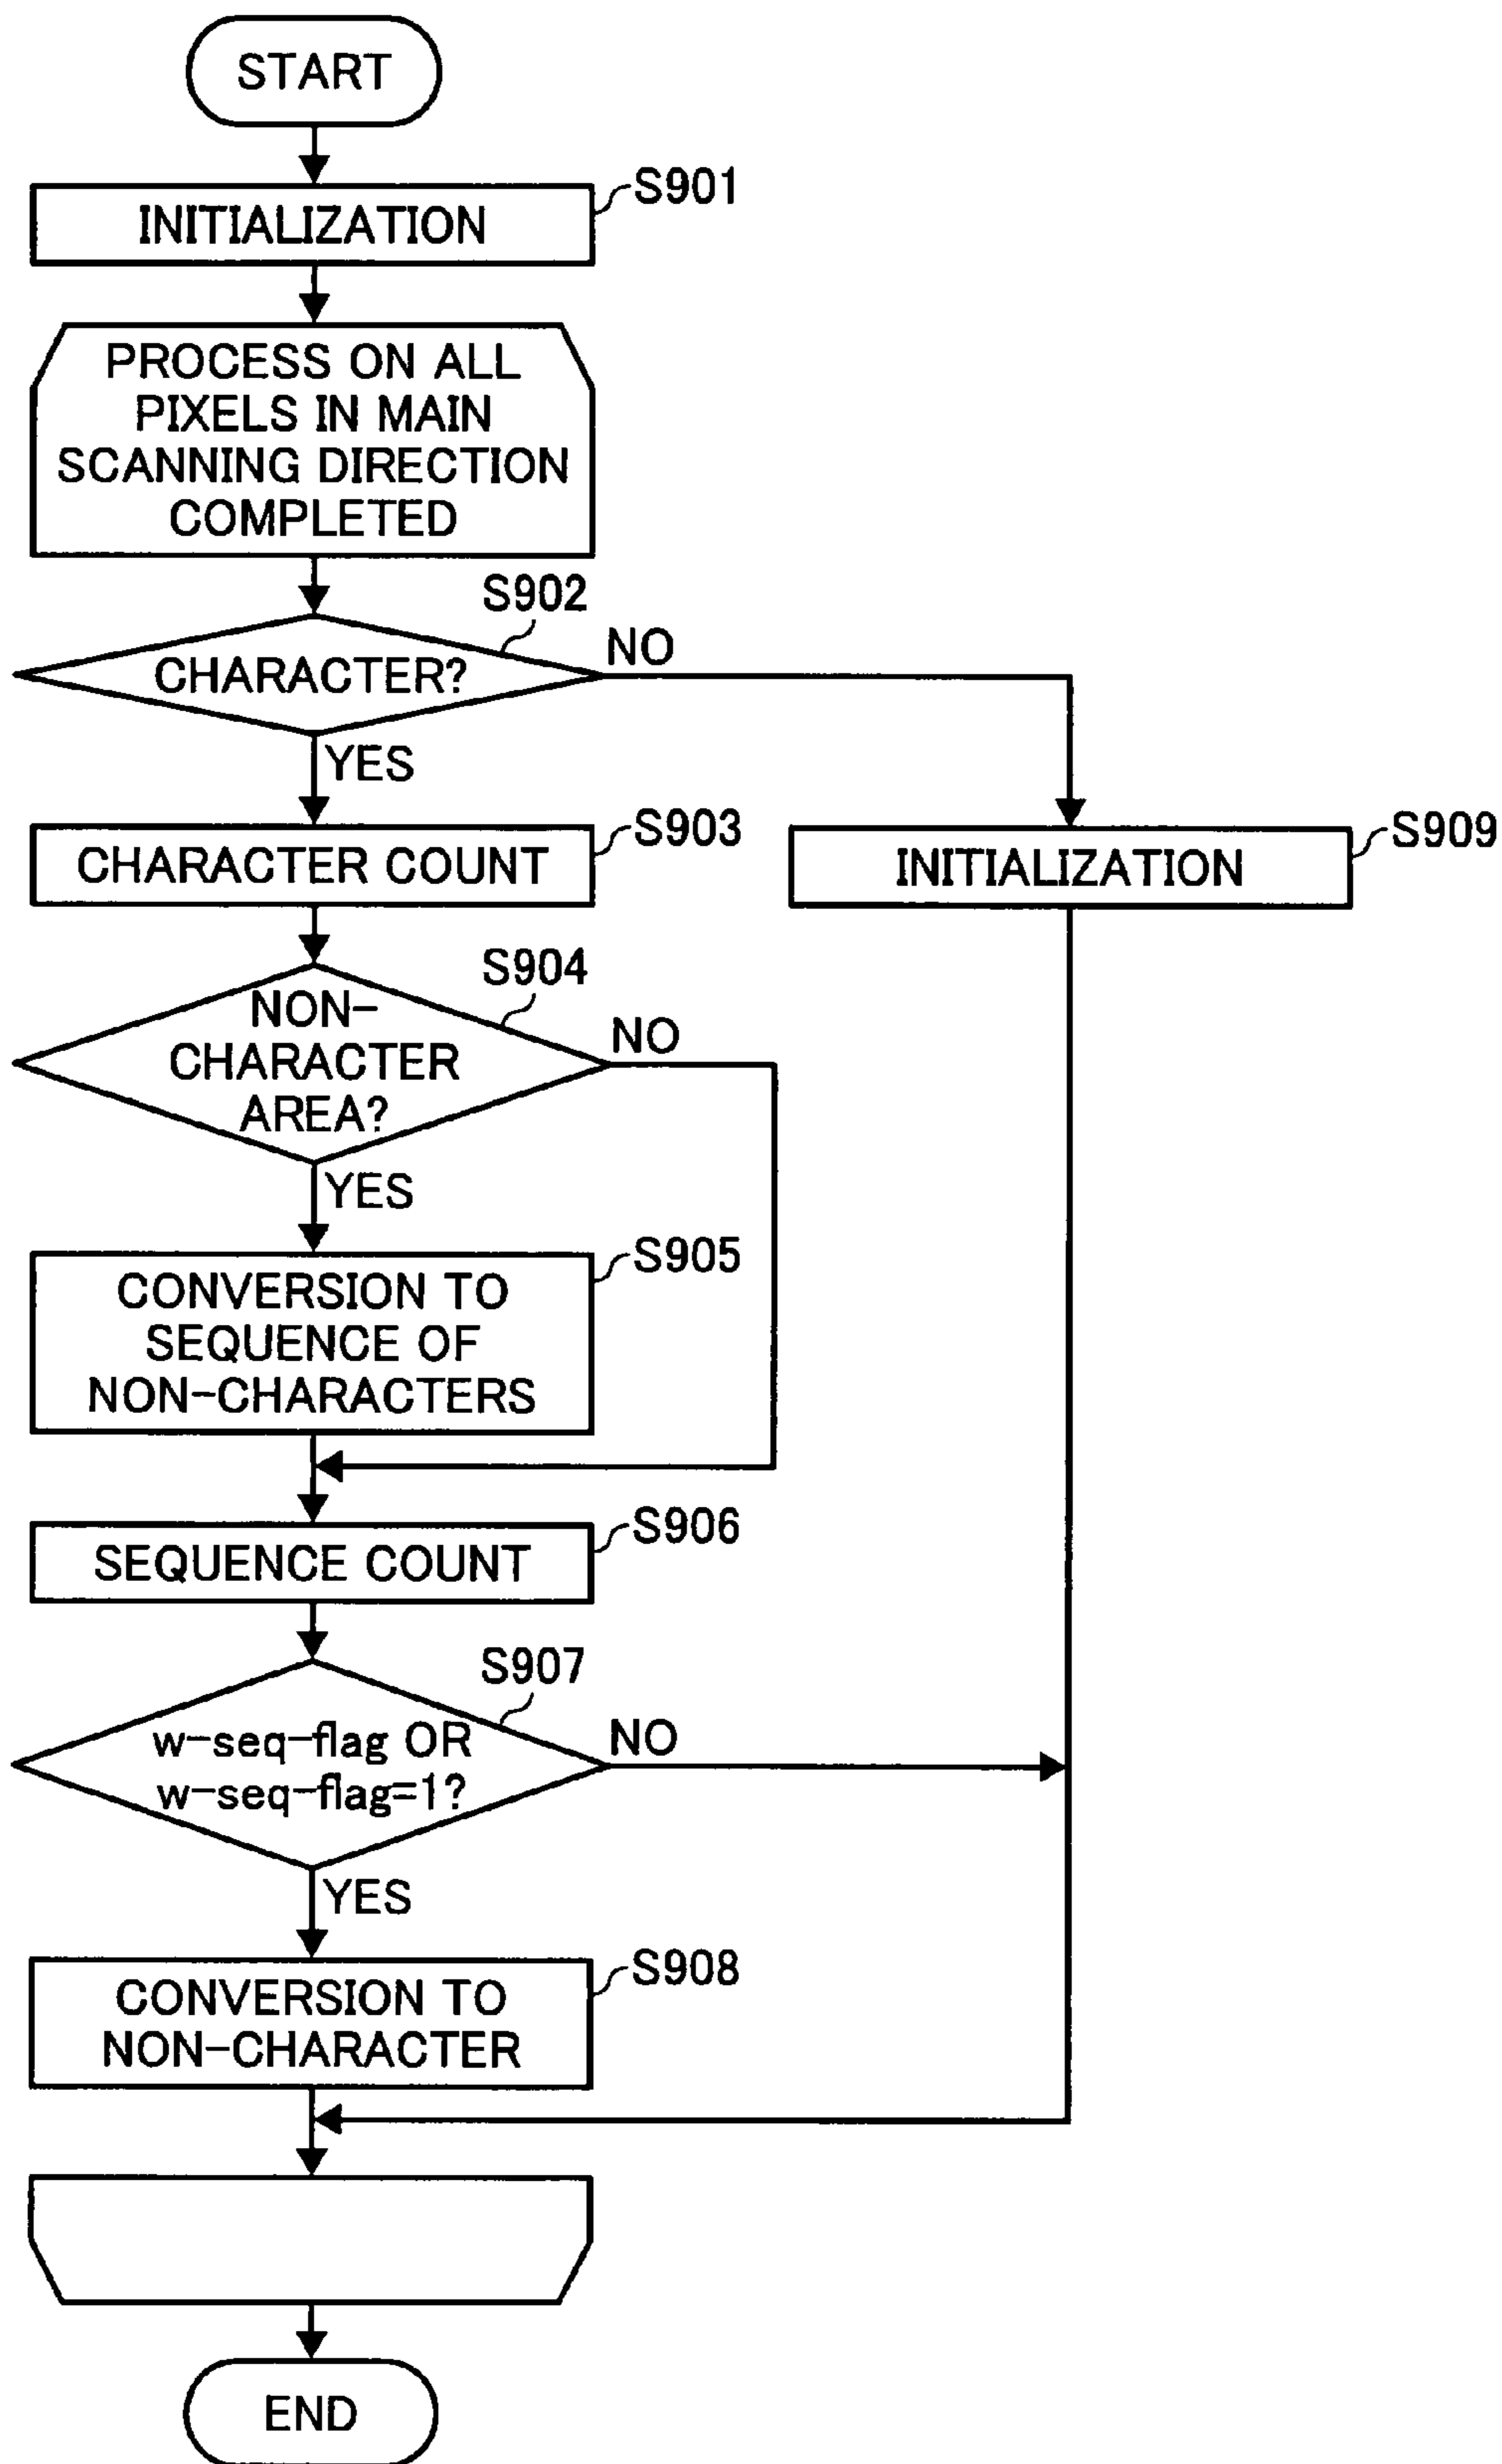 START
S901
INITIALIZATION
PROCESS ON ALL
PIXELS IN MAIN
SCANNING DIRECTION
COMPLETED
S902
CHARACTER?
NO
YES
S903
CHARACTER COUNT
S909
INITIALIZATION
S904
NON-
CHARACTER
AREA?
NO
YES
S905
CONVERSION TO
SEQUENCE OF
NON-CHARACTERS
S906
SEQUENCE COUNT
S907
w-seq-flag OR
w-seq-flag=1?
NO
YES
S908
CONVERSION TO
NON-CHARACTER
END